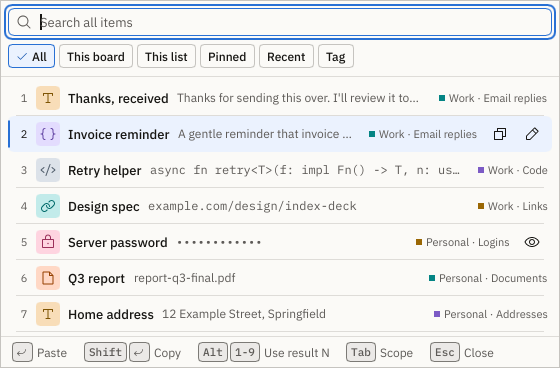 Search all items
All This board This list Pinned Recent Tag
1 T Thanks, received Thanks for sending this over. I'll review it to… Work · Email replies
2 { } Invoice reminder A gentle reminder that invoice … Work · Email replies
3 </> Retry helper async fn retry<T>(f: impl Fn() -> T, n: us… Work · Code
4 Design spec example.com/design/index-deck Work · Links
5 Server password •••••••••••• Personal · Logins
6 Q3 report report-q3-final.pdf Personal · Documents
7 T Home address 12 Example Street, Springfield Personal · Addresses
↵ Paste Shift ↵ Copy Alt 1-9 Use result N Tab Scope Esc Close